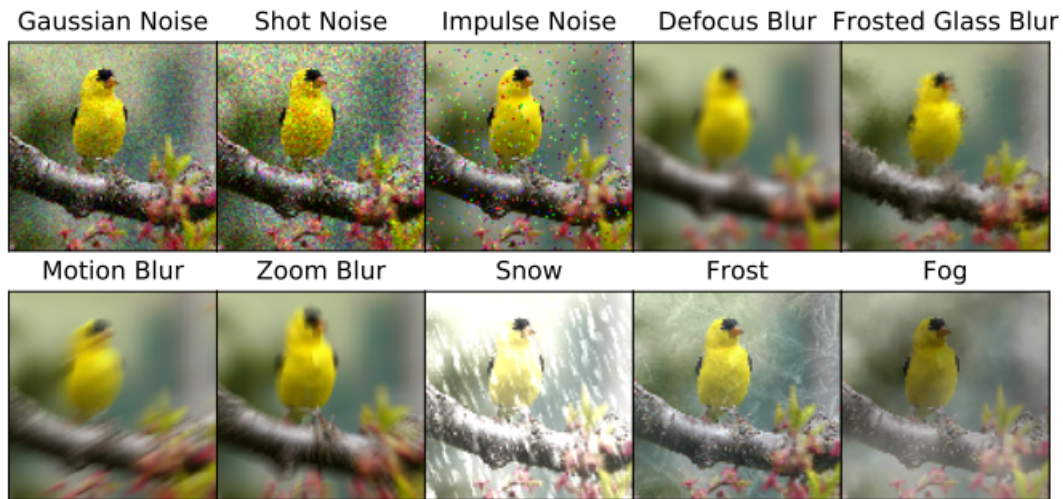 Gaussian Noise Shot Noise Impulse Noise Defocus Blur Frosted Glass Blur
Motion Blur Zoom Blur Snow Frost Fog